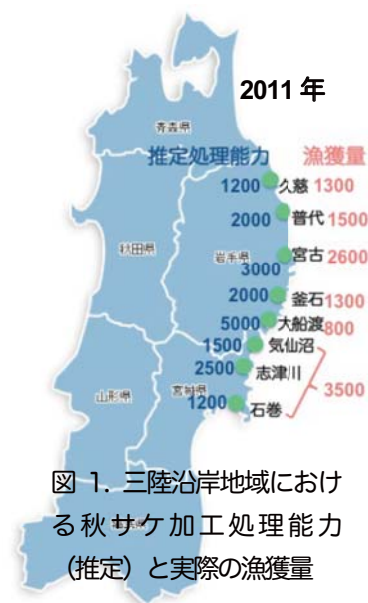 2011 年
青森県
推定処理能力 漁獲量
1200 久慈 1300
2000 普代 1500
秋田県
岩手県
宮古 2600
3000
2000 釜石 1300
5000 大船渡 800
1500 気仙沼
2500 志津川
山形県
宮城県
3500
1200 石巻
図 1. 三陸沿岸地域におけ
る秋サケ加工処理能力
(推定)と実際の漁獲量